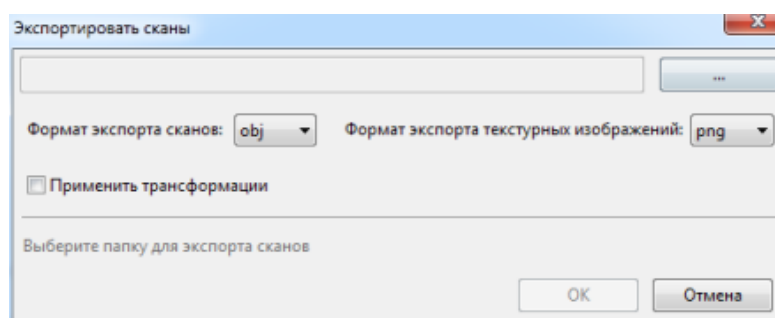 Экспортировать сканы
...
Формат экспорта сканов: obj Формат экспорта текстурных изображений: png
Применить трансформации
Выберите папку для экспорта сканов
OK Отмена